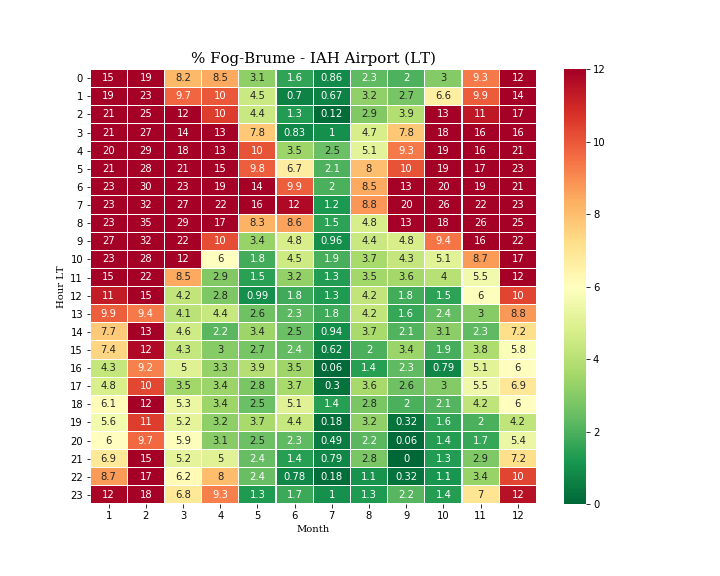 % Fog-Brume - IAH Airport (LT)
0 15 19 8.2 8.5 3.1 1.6 0.86 2.3 2 3 9.3 12
1 19 23 9.7 10 4.5 0.7 0.67 3.2 2.7 6.6 9.9 14
2 21 25 12 10 4.4 1.3 0.12 2.9 3.9 13 11 17
3 21 27 14 13 7.8 0.83 1 4.7 7.8 18 16 16
4 20 29 18 13 10 3.5 2.5 5.1 9.3 19 16 21
5 21 28 21 15 9.8 6.7 2.1 8 10 19 17 23
6 23 30 23 19 14 9.9 2 8.5 13 20 19 21
7 23 32 27 22 16 12 1.2 8.8 20 26 22 23
8 23 35 29 17 8.3 8.6 1.5 4.8 13 18 26 25
9 27 32 22 10 3.4 4.8 0.96 4.4 4.8 9.4 16 22
10 23 28 12 6 1.8 4.5 1.9 3.7 4.3 5.1 8.7 17
11 15 22 8.5 2.9 1.5 3.2 1.3 3.5 3.6 4 5.5 12
12 11 15 4.2 2.8 0.99 1.8 1.3 4.2 1.8 1.5 6 10
13 9.9 9.4 4.1 4.4 2.6 2.3 1.8 4.2 1.6 2.4 3 8.8
14 7.7 13 4.6 2.2 3.4 2.5 0.94 3.7 2.1 3.1 2.3 7.2
15 7.4 12 4.3 3 2.7 2.4 0.62 2 3.4 1.9 3.8 5.8
16 4.3 9.2 5 3.3 3.9 3.5 0.06 1.4 2.3 0.79 5.1 6
17 4.8 10 3.5 3.4 2.8 3.7 0.3 3.6 2.6 3 5.5 6.9
18 6.1 12 5.3 3.4 2.5 5.1 1.4 2.8 2 2.1 4.2 6
19 5.6 11 5.2 3.2 3.7 4.4 0.18 3.2 0.32 1.6 2 4.2
20 6 9.7 5.9 3.1 2.5 2.3 0.49 2.2 0.06 1.4 1.7 5.4
21 6.9 15 5.2 5 2.4 1.4 0.79 2.8 0 1.3 2.9 7.2
22 8.7 17 6.2 8 2.4 0.78 0.18 1.1 0.32 1.1 3.4 10
23 12 18 6.8 9.3 1.3 1.7 1 1.3 2.2 1.4 7 12
1 2 3 4 5 6 7 8 9 10 11 12
Month
Hour LT
12
10
8
6
4
2
0